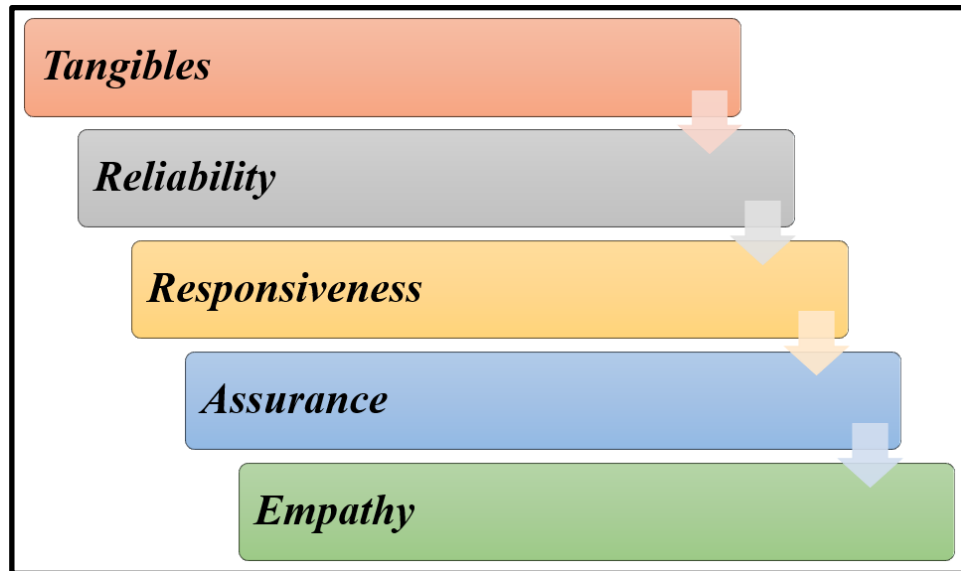 Tangibles
Reliability
Responsiveness
Assurance
Empathy